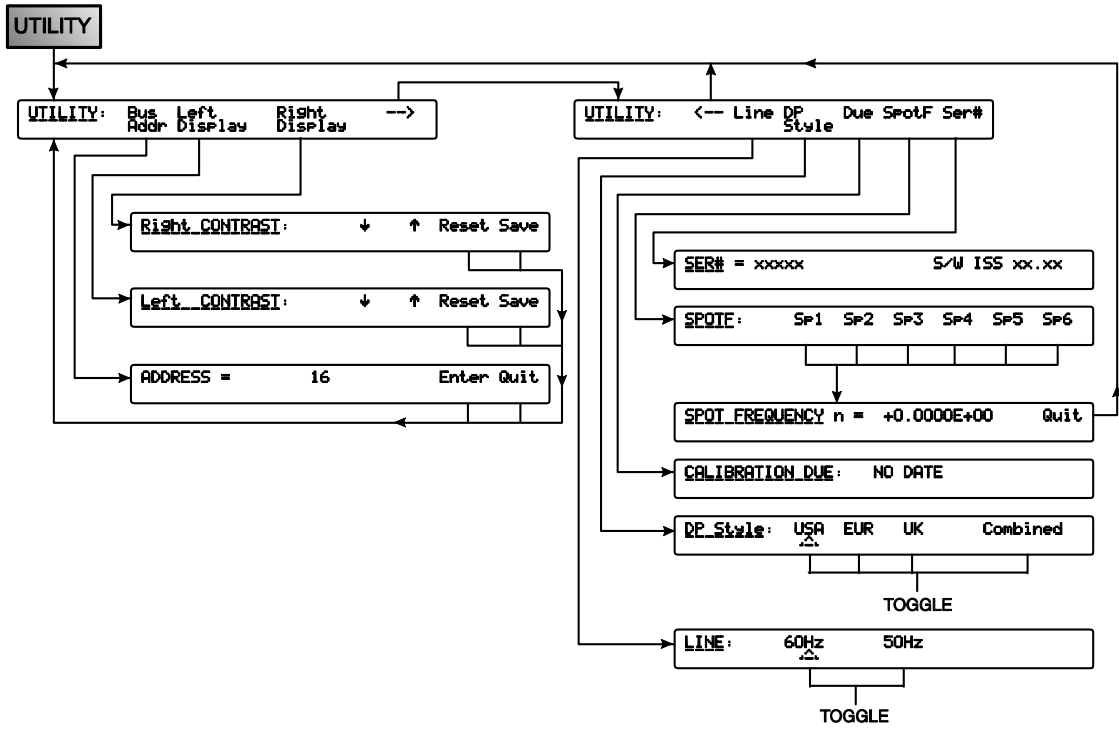 UTILITY
UTILITY: Bus Left Right -->
Addr Display Display
UTILITY: <-- Line DP Due SpotF Ser#
Style
Right CONTRAST: ↓ ↑ Reset Save
Left CONTRAST: ↓ ↑ Reset Save
ADDRESS = 16 Enter Quit
SER# = xxxxx S/W ISS xx.xx
SPOTF: Sp1 Sp2 Sp3 Sp4 Sp5 Sp6
SPOT FREQUENCY n = +0.0000E+00 Quit
CALIBRATION DUE: NO DATE
DP Style: USA EUR UK Combined
TOGGLE
LINE: 60Hz 50Hz
TOGGLE